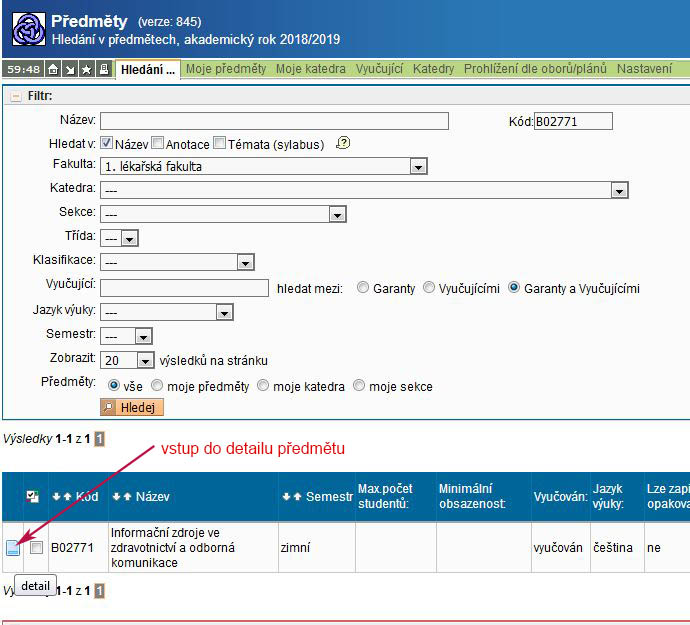 Předměty (verze: 845)
Hledání v předmětech, akademický rok 2018/2019
59:48 Hledání ... Moje předměty Moje katedra Vyučující Katedry Prohlížení dle oborů/plánů Nastavení
Filtr:
Název: Kód: B02771
Hledat v: Název Anotace Témata (sylabus)
Fakulta: 1. lékařská fakulta
Katedra: ---
Sekce: ---
Třída: ---
Klasifikace: ---
Vyučující: hledat mezi: Garanty Vyučujícími Garanty a Vyučujícími
Jazyk výuky: ---
Semestr: ---
Zobrazit: 20 výsledků na stránku
Předměty: vše moje předměty moje katedra moje sekce
Hledej
Výsledky 1-1 z 1 1
vstup do detailu předmětu
Kód Název Semestr Max.počet studentů: Minimální obsazenost: Vyučován: Jazyk výuky: Lze zapi opakova
B02771 Informační zdroje ve zdravotnictví a odborná komunikace zimní vyučován čeština ne
Vý 1-1 z 1 1
detail